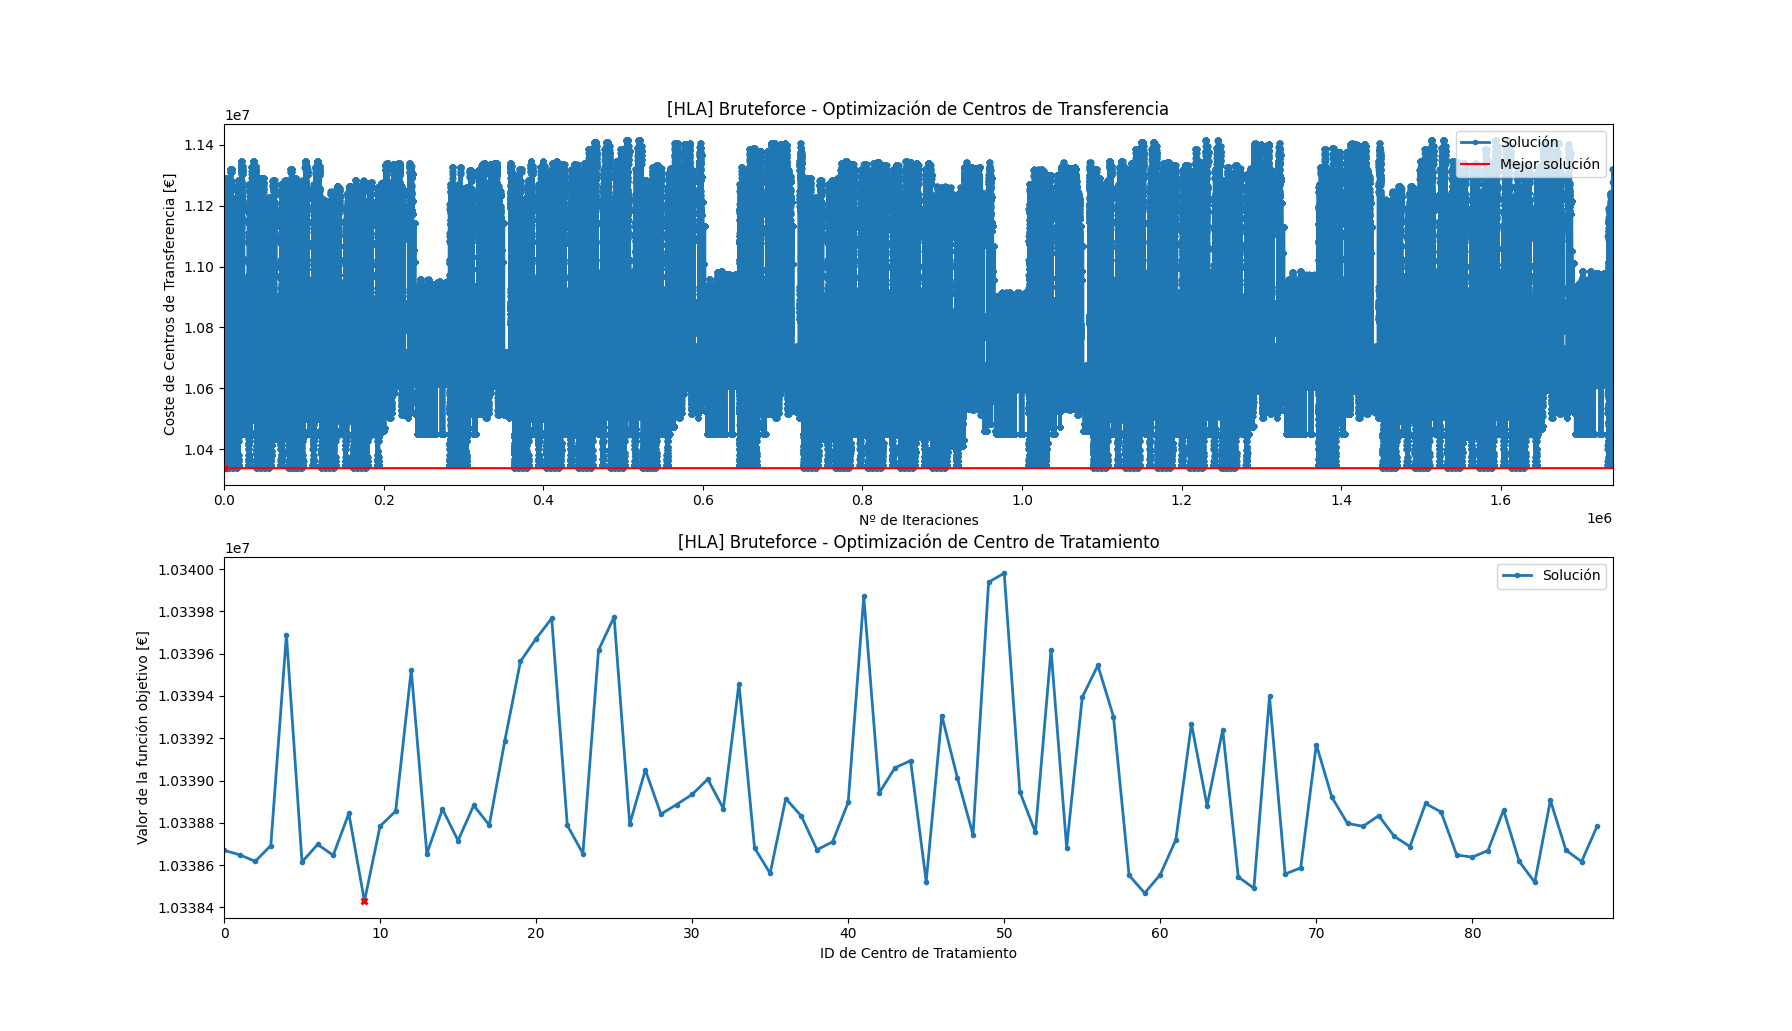 [HLA] Bruteforce - Optimización de Centros de Transferencia
1e7
1.14
1.12
1.10
1.08
1.06
1.04
Coste de Centros de Transferencia [€]
Solución
Mejor solución
0.0 0.2 0.4 0.6 0.8 1.0 1.2 1.4 1.6
1e6
Nº de Iteraciones
[HLA] Bruteforce - Optimización de Centro de Tratamiento
1e7
1.03400
1.03398
1.03396
1.03394
1.03392
1.03390
1.03388
1.03386
1.03384
Valor de la función objetivo [€]
Solución
0 10 20 30 40 50 60 70 80
ID de Centro de Tratamiento